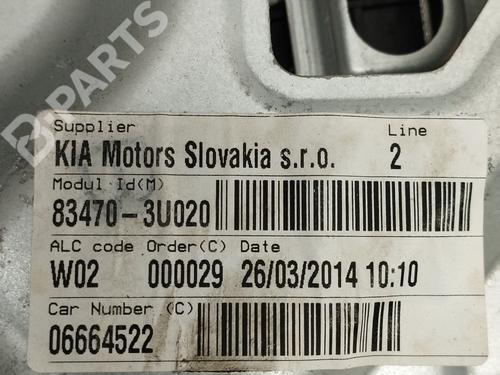 B-PARTS
Supplier Line
KIA Motors Slovakia s.r.o. 2
Modul Id(M)
83470-3U020
ALC code Order(C) Date
W02 000029 26/03/2014 10:10
Car Number (C)
06664522